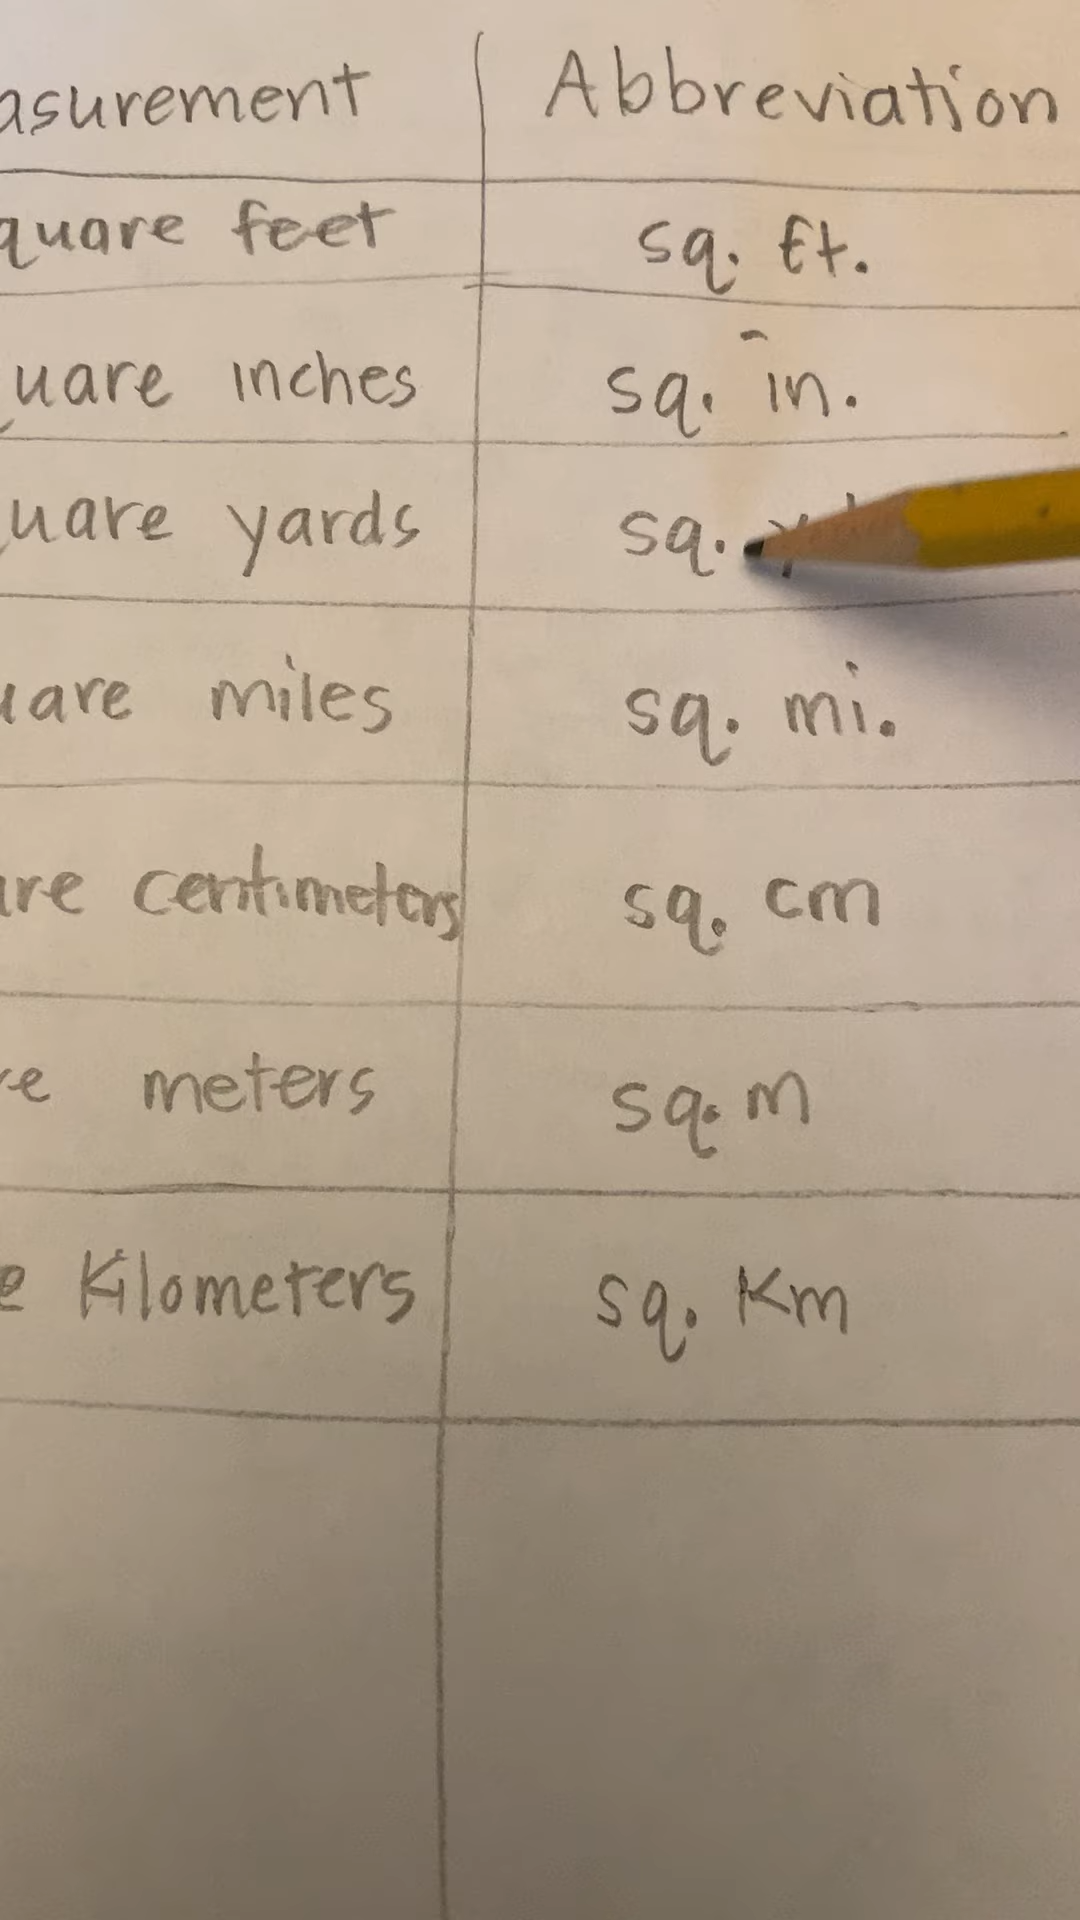 asurement Abbreviation
quare feet sq. ft.
uare inches sq. in.
uare yards sq.
uare miles sq. mi.
are centimeters sq. cm
re meters sq. m
e Kilometers sq. Km